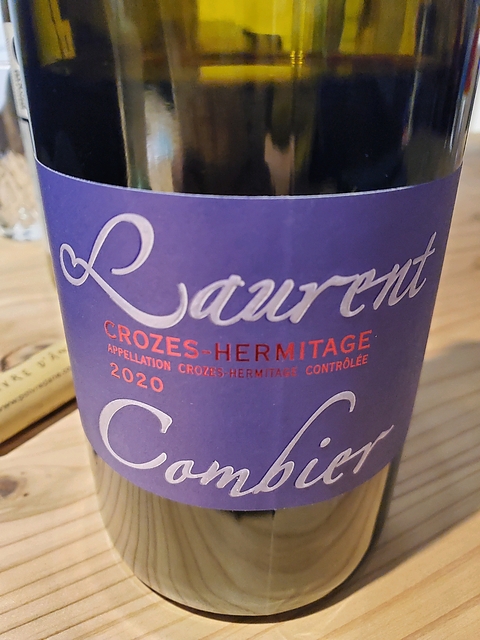 Laurent
CROZES-HERMITAGE
APPELLATION CROZES-HERMITAGE CONTRÔLÉE
2020
Combier